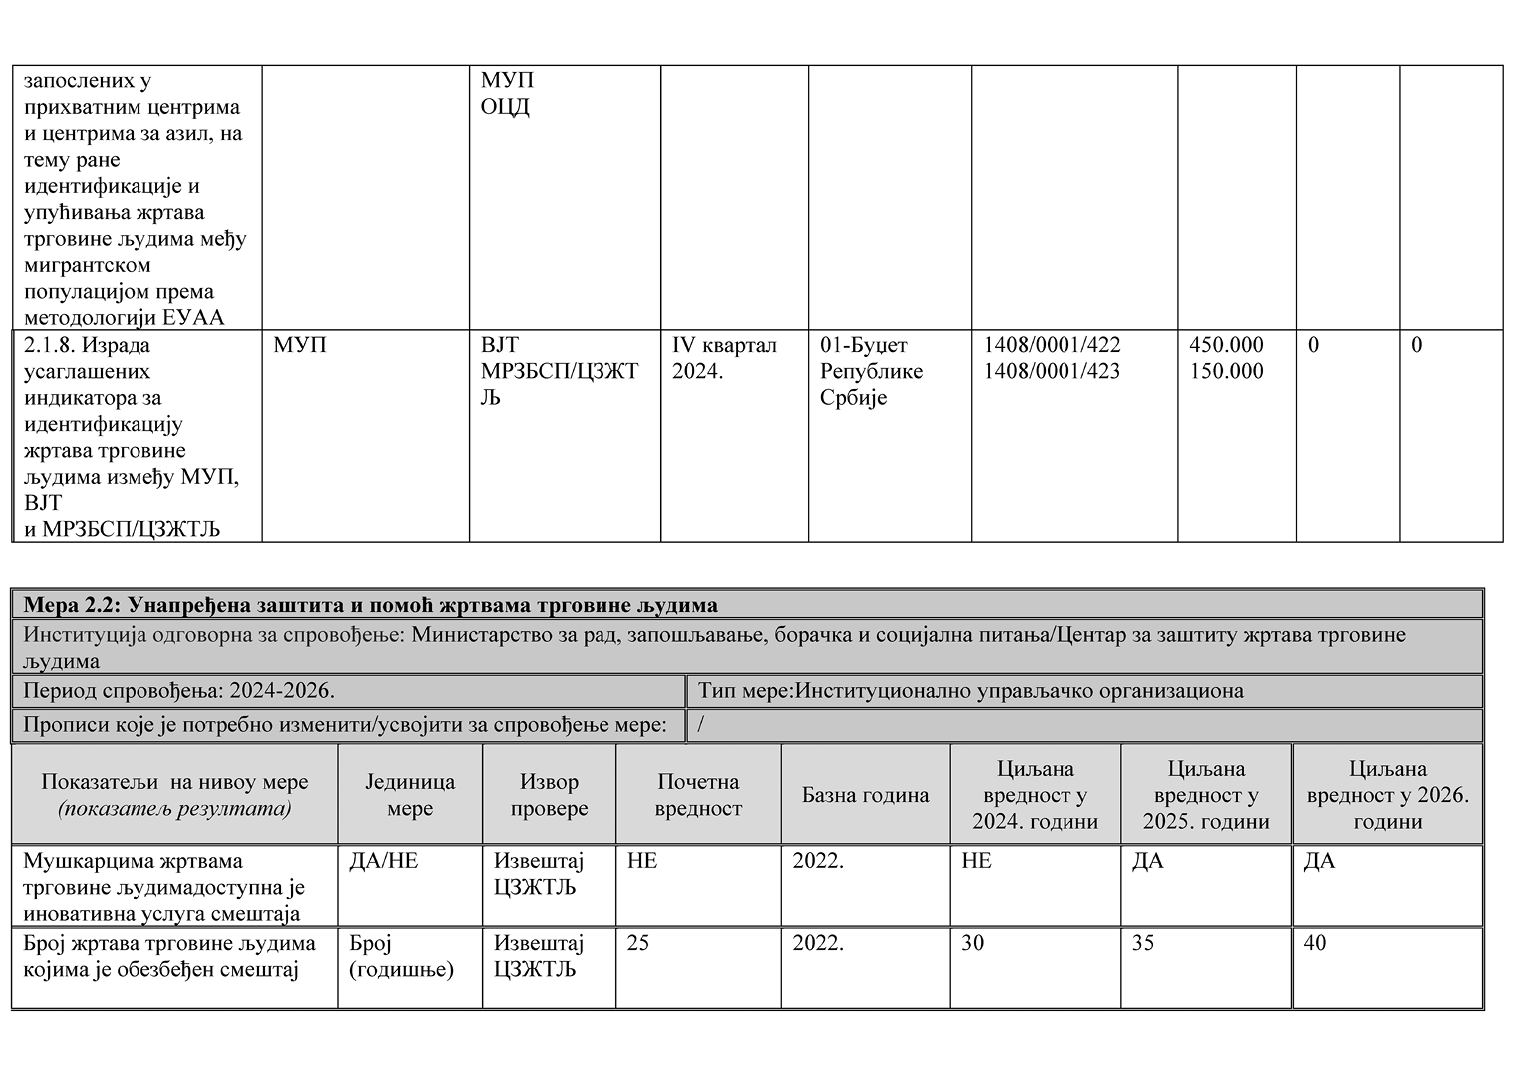 запослених у
прихватним центрима
и центрима за азил, на
тему ране
идентификације и
упућивања жртава
трговине људима међу
мигрантском
популацијом према
методологији ЕУАА
МУП
ОЦД
2.1.8. Израда
усаглашених
индикатора за
идентификацију
жртава трговине
људима између МУП,
ВЈТ
и МРЗБСП/ЦЗЖТЉ
МУП
ВЈТ
МРЗБСП/ЦЗЖТ
Љ
IV квартал
2024.
01-Буџет
Републике
Србије
1408/0001/422
1408/0001/423
450.000
150.000
0
0
Мера 2.2: Унапређена заштита и помоћ жртвама трговине људима
Институција одговорна за спровођење: Министарство за рад, запошљавање, борачка и социјална питања/Центар за заштиту жртава трговине
људима
Период спровођења: 2024-2026.
Тип мере:Институционално управљачко организациона
Прописи које је потребно изменити/усвојити за спровођење мере:
/
Показатељи на нивоу мере
(показатељ резултата)
Јединица
мере
Извор
провере
Почетна
вредност
Базна година
Циљана
вредност у
2024. години
Циљана
вредност у
2025. години
Циљана
вредност у 2026.
години
Мушкарцима жртвама
трговине људимадоступна је
иновативна услуга смештаја
ДА/НЕ
Извештај
ЦЗЖТЉ
НЕ
2022.
НЕ
ДА
ДА
Број жртава трговине људима
којима је обезбеђен смештај
Број
(годишње)
Извештај
ЦЗЖТЉ
25
2022.
30
35
40